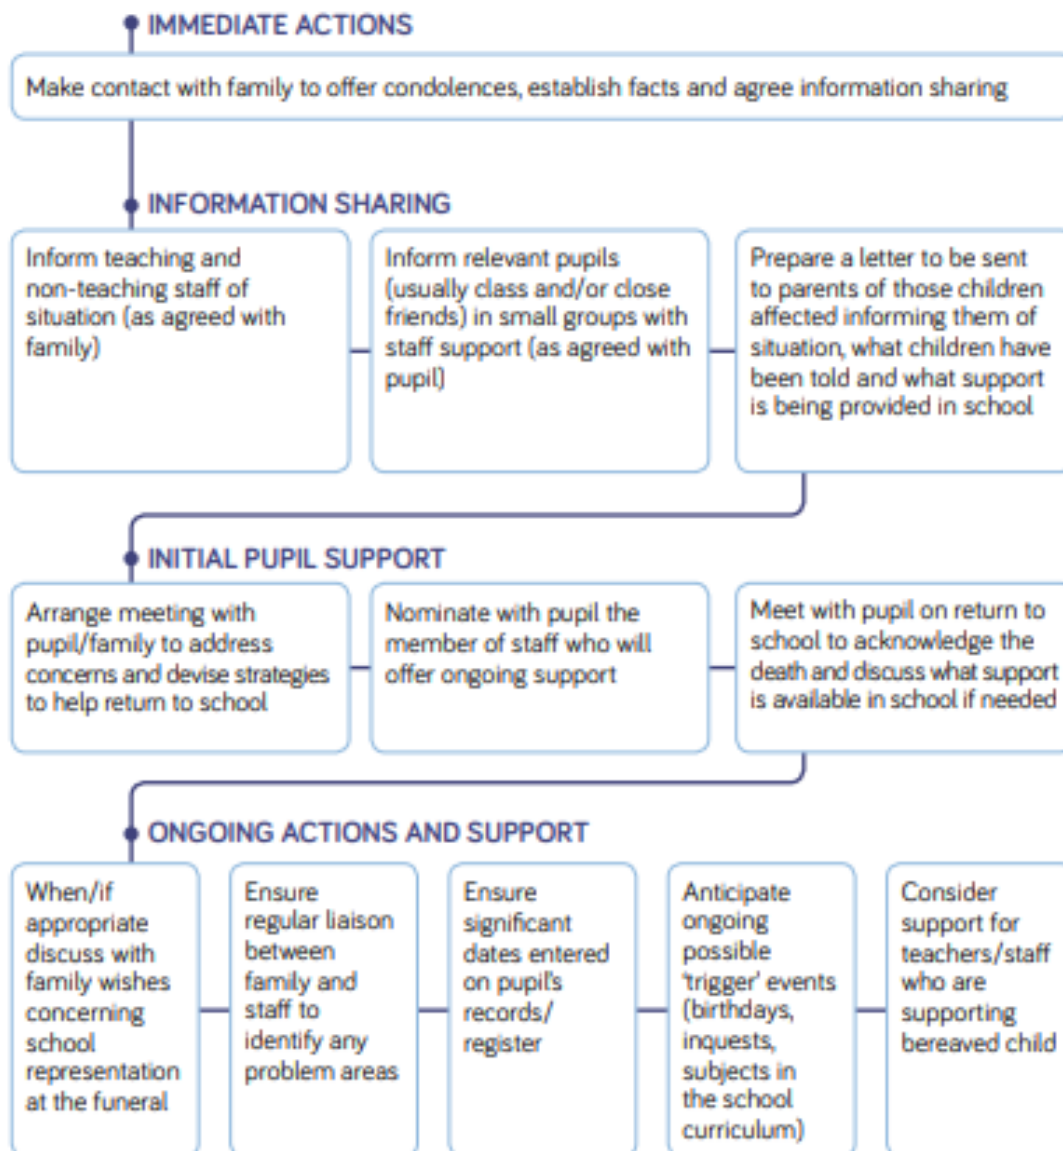 IMMEDIATE ACTIONS
Make contact with family to offer condolences, establish facts and agree information sharing
INFORMATION SHARING
Inform teaching and
non-teaching staff of
situation (as agreed with
family)
Inform relevant pupils
(usually class and/or close
friends) in small groups with
staff support (as agreed with
pupil)
Prepare a letter to be sent
to parents of those children
affected informing them of
situation, what children have
been told and what support
is being provided in school
INITIAL PUPIL SUPPORT
Arrange meeting with
pupil/family to address
concerns and devise strategies
to help return to school
Nominate with pupil the
member of staff who will
offer ongoing support
Meet with pupil on return to
school to acknowledge the
death and discuss what support
is available in school if needed
ONGOING ACTIONS AND SUPPORT
When/if
appropriate
discuss with
family wishes
concerning
school
representation
at the funeral
Ensure
regular liaison
between
family and
staff to
identify any
problem areas
Ensure
significant
dates entered
on pupil's
records/
register
Anticipate
ongoing
possible
'trigger' events
(birthdays,
inquests,
subjects in
the school
curriculum)
Consider
support for
teachers/staff
who are
supporting
bereaved child